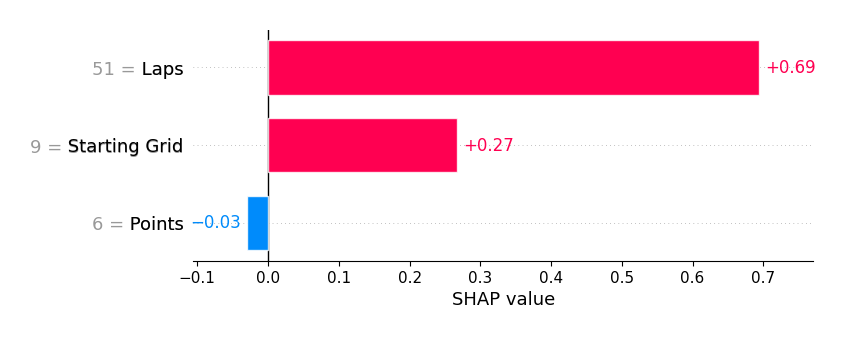 51 = Laps
+0.69
9 = Starting Grid
+0.27
6 = Points
−0.03
−0.1 0.0 0.1 0.2 0.3 0.4 0.5 0.6 0.7
SHAP value